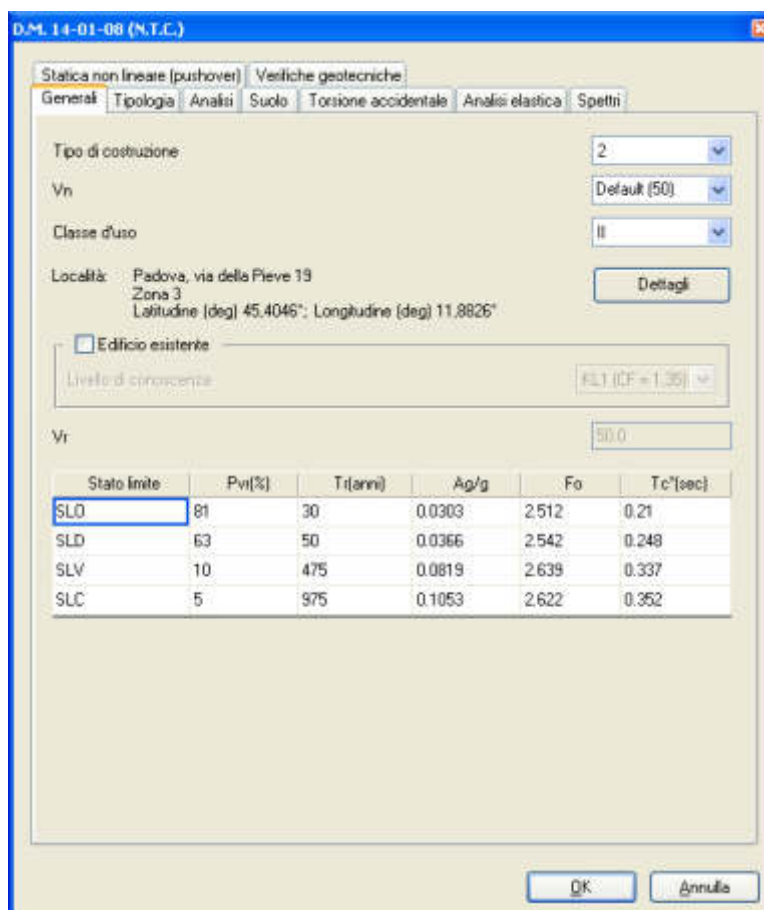 D.M. 14-01-08 (N.T.C.)
Statica non lineare (pushover) Verifiche geotecniche
Generali Tipologia Analisi Suolo Torsione accidentale Analisi elastica Spettri
Tipo di costruzione 2
Vn Default (50)
Classe d'uso II
Località: Padova, via della Pieve 19 Dettagli
Zona 3
Latitudine (deg) 45,4046°; Longitudine (deg) 11,8826°
Edificio esistente
Livello di conoscenza KL1 (CF = 1.35)
Vr 50.0
Stato limite Pvr(%) Tr(anni) Ag/g Fo Tc*(sec)
SLO 81 30 0.0303 2.512 0.21
SLD 63 50 0.0366 2.542 0.248
SLV 10 475 0.0819 2.639 0.337
SLC 5 975 0.1053 2.622 0.352
OK Annulla